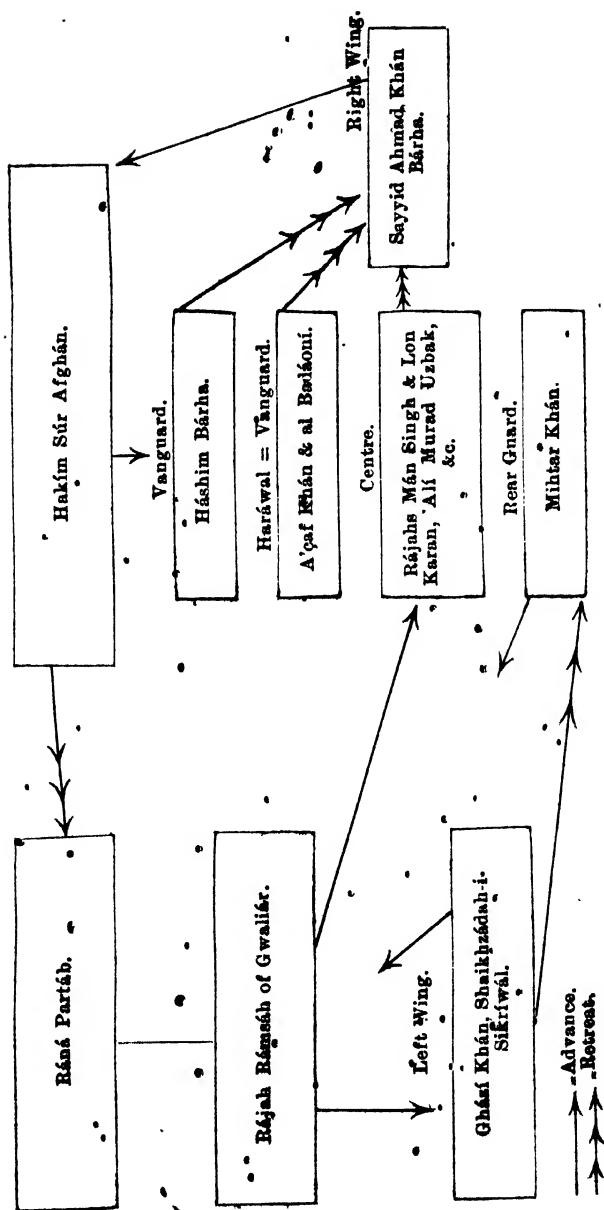 Hakím Súr Afghán.
Ráná Partáb.
Vanguard.
Háshim Bárha.
Haráwal = Vanguard.
A'çaf Khán & al Badáoní.
Rájah Rámsáh of Gwaliár.
Right Wing.
Sayyid Ahmad Khán
Bárha.
Centre.
Rájahs Mán Singh & Lon
Karan, 'Alí Murad Uzbak,
&c.
Left Wing.
Ghází Khán, Shaikhzádah-i-
Sikríwál.
Rear Guard.
Mihtar Khán.
Advance.
Retreat.